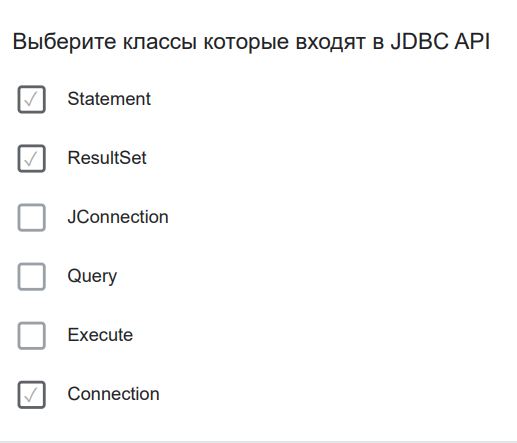 Выберите классы которые входят в JDBC API
Statement
ResultSet
JConnection
Query
Execute
Connection